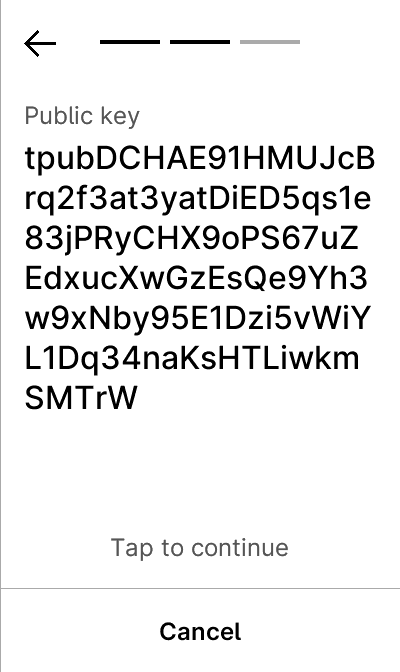 Public key
tpubDCHAE91HMUJcB
rq2f3at3yatDiED5qs1e
83jPRyCHX9oPS67uZ
EdxucXwGzEsQe9Yh3
w9xNby95E1Dzi5vWiY
L1Dq34naKsHTLiwkm
SMTrW
Tap to continue
Cancel